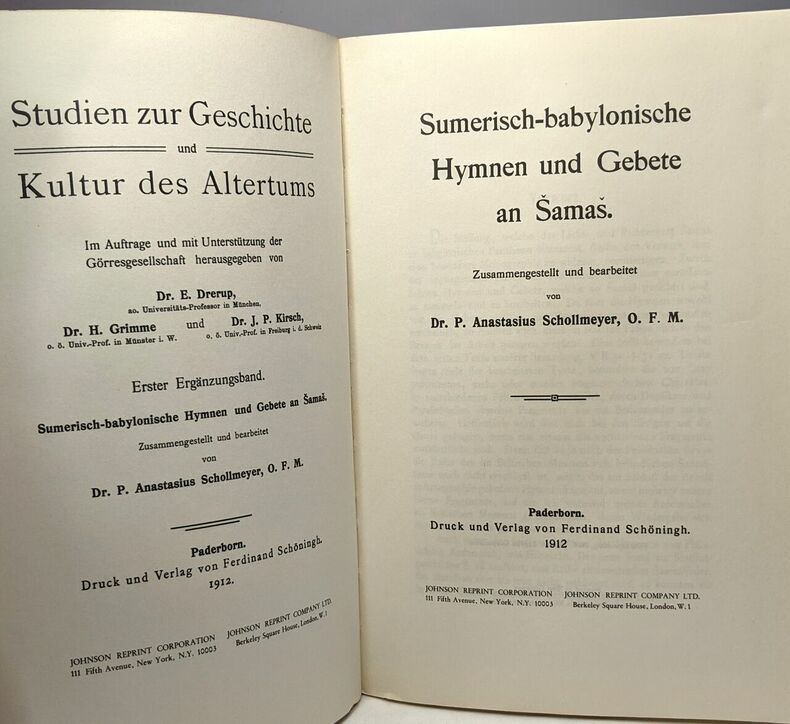 Studien zur Geschichte
und
Kultur des Altertums
Im Auftrage und mit Unterstützung der
Görresgesellschaft herausgegeben von
Dr. E. Drerup,
ao. Universitäts-Professor in München,
Dr. H. Grimme und Dr. J. P. Kirsch,
o. ö. Univ.-Prof. in Münster i. W. o. ö. Univ.-Prof. in Freiburg i. d. Schweiz
Erster Ergänzungsband.
Sumerisch-babylonische Hymnen und Gebete an Šamaš.
Zusammengestellt und bearbeitet
von
Dr. P. Anastasius Schollmeyer, O. F. M.
Paderborn.
Druck und Verlag von Ferdinand Schöningh.
1912.
JOHNSON REPRINT CORPORATION JOHNSON REPRINT COMPANY LTD.
111 Fifth Avenue, New York, N.Y. 10003 Berkeley Square House, London, W. 1
Sumerisch-babylonische
Hymnen und Gebete
an Šamaš.
Zusammengestellt und bearbeitet
von
Dr. P. Anastasius Schollmeyer, O. F. M.
Paderborn.
Druck und Verlag von Ferdinand Schöningh.
1912
JOHNSON REPRINT CORPORATION JOHNSON REPRINT COMPANY LTD.
111 Fifth Avenue, New York, N.Y. 10003 Berkeley Square House, London, W. 1